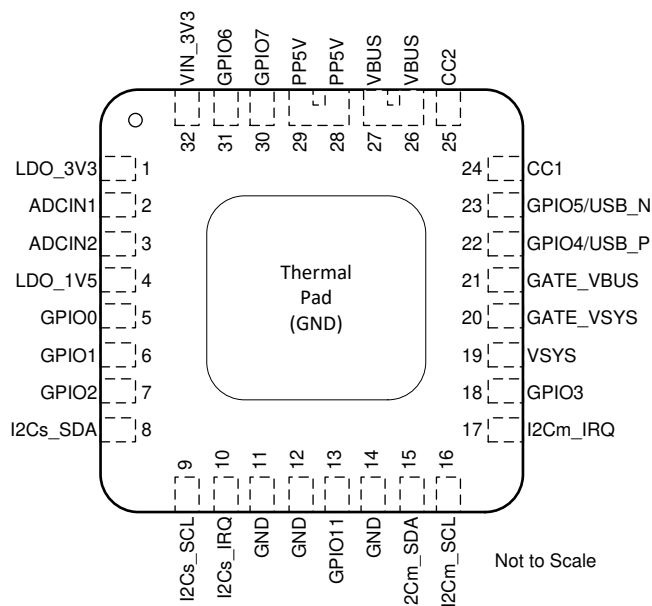 VIN_3V3
GPIO6
GPIO7
PP5V
PP5V
VBUS
VBUS
CC2
32
31
30
29
28
27
26
25
LDO_3V3 1
ADCIN1 2
ADCIN2 3
LDO_1V5 4
GPIO0 5
GPIO1 6
GPIO2 7
I2Cs_SDA 8
Thermal
Pad
(GND)
24 CC1
23 GPIO5/USB_N
22 GPIO4/USB_P
21 GATE_VBUS
20 GATE_VSYS
19 VSYS
18 GPIO3
17 I2Cm_IRQ
9
10
11
12
13
14
15
16
I2Cs_SCL
I2Cs_IRQ
GND
GND
GPIO11
GND
2Cm_SDA
I2Cm_SCL
Not to Scale